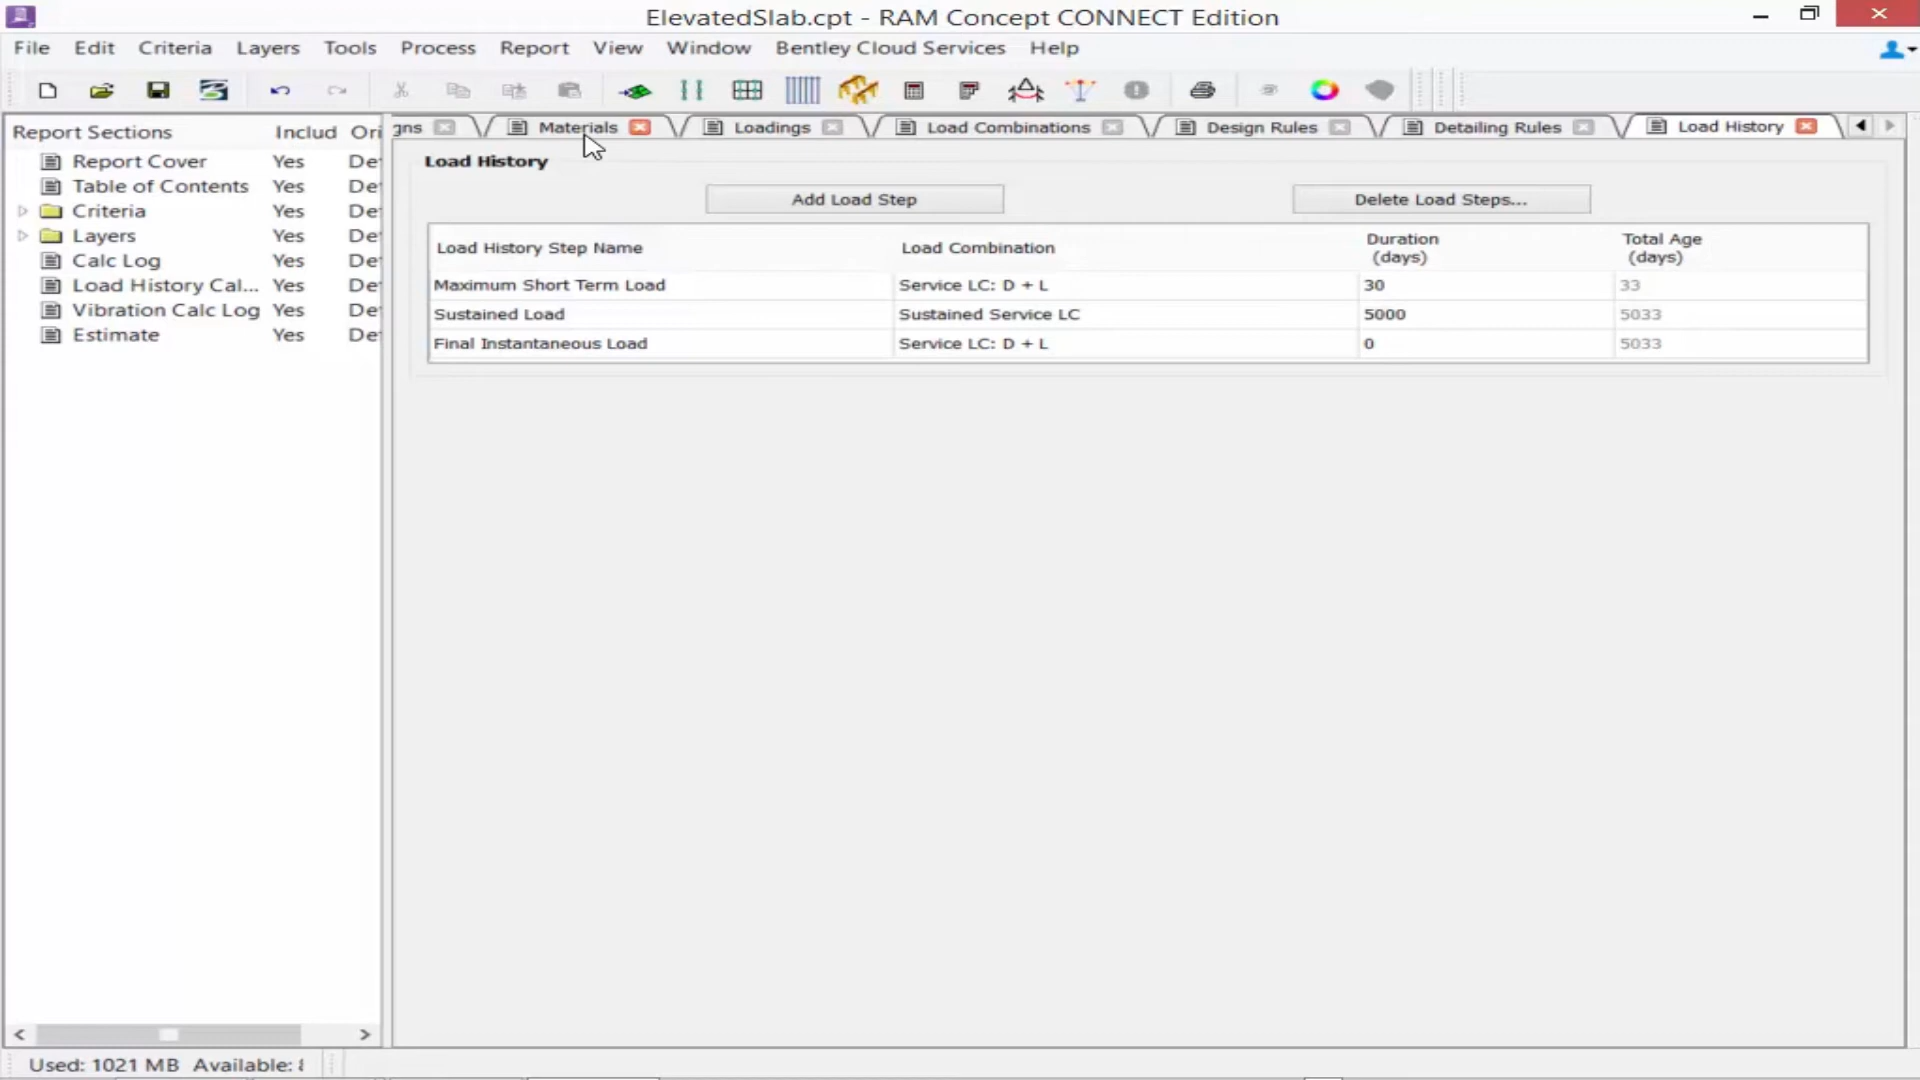 ElevatedSlab.cpt - RAM Concept CONNECT Edition
File Edit Criteria Layers Tools Process Report View Window Bentley Cloud Services Help
Report Sections Includ Ori
Report Cover Yes De
Table of Contents Yes De
Criteria Yes De
Layers Yes De
Calc Log Yes De
Load History Cal... Yes De
Vibration Calc Log Yes De
Estimate Yes De
gns Materials Loadings Load Combinations Design Rules Detailing Rules Load History
Load History
Add Load Step Delete Load Steps...
Load History Step Name Load Combination Duration (days) Total Age (days)
Maximum Short Term Load Service LC: D + L 30 33
Sustained Load Sustained Service LC 5000 5033
Final Instantaneous Load Service LC: D + L 0 5033
Used: 1021 MB Available: